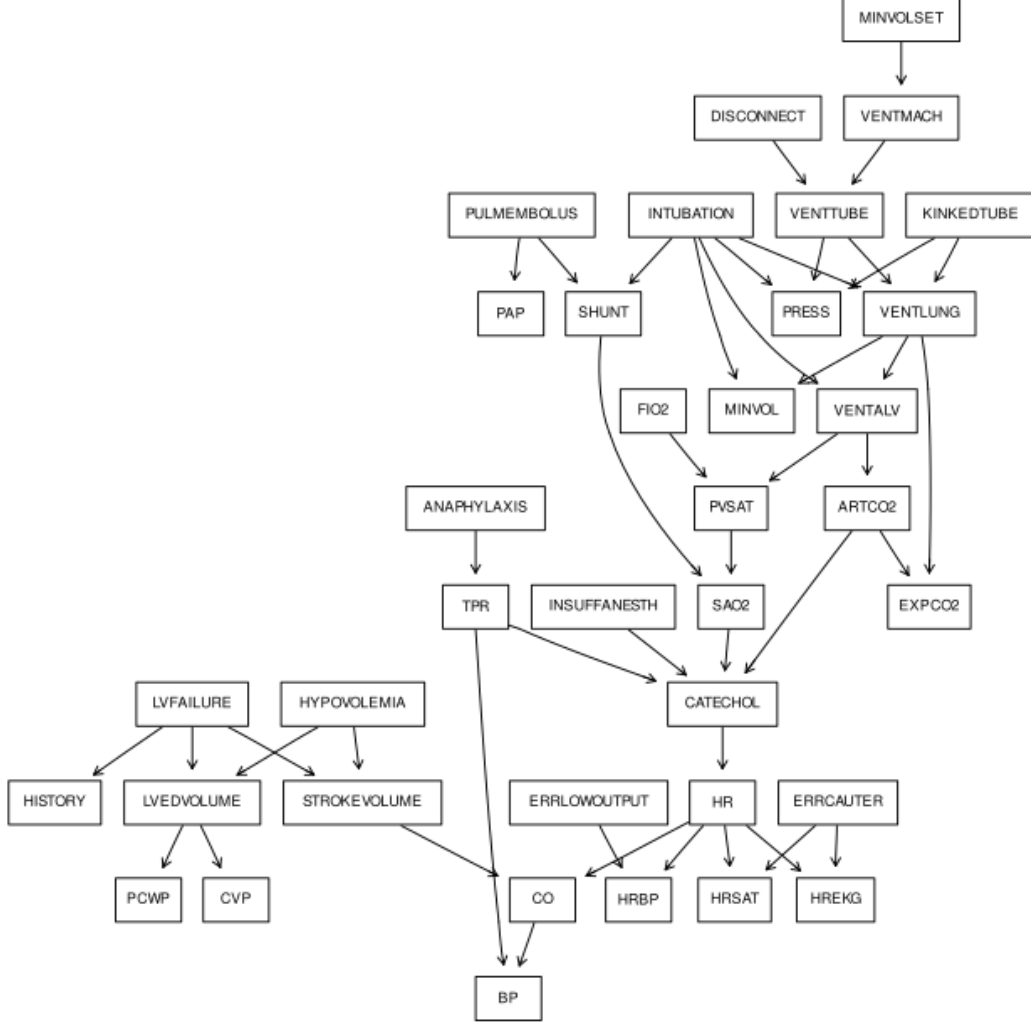 MINVOLSET
DISCONNECT
VENTMACH
PULMEMBOLUS
INTUBATION
VENTTUBE
KINKEDTUBE
PAP
SHUNT
PRESS
VENTLUNG
FIO2
MINVOL
VENTALV
ANAPHYLAXIS
PVSAT
ARTCO2
TPR
INSUFFANESTH
SAO2
EXPCO2
LVFAILURE
HYPOVOLEMIA
CATECHOL
HISTORY
LVEDVOLUME
STROKEVOLUME
ERRLOWOUTPUT
HR
ERRCAUTER
PCWP
CVP
CO
HRBP
HRSAT
HREKG
BP